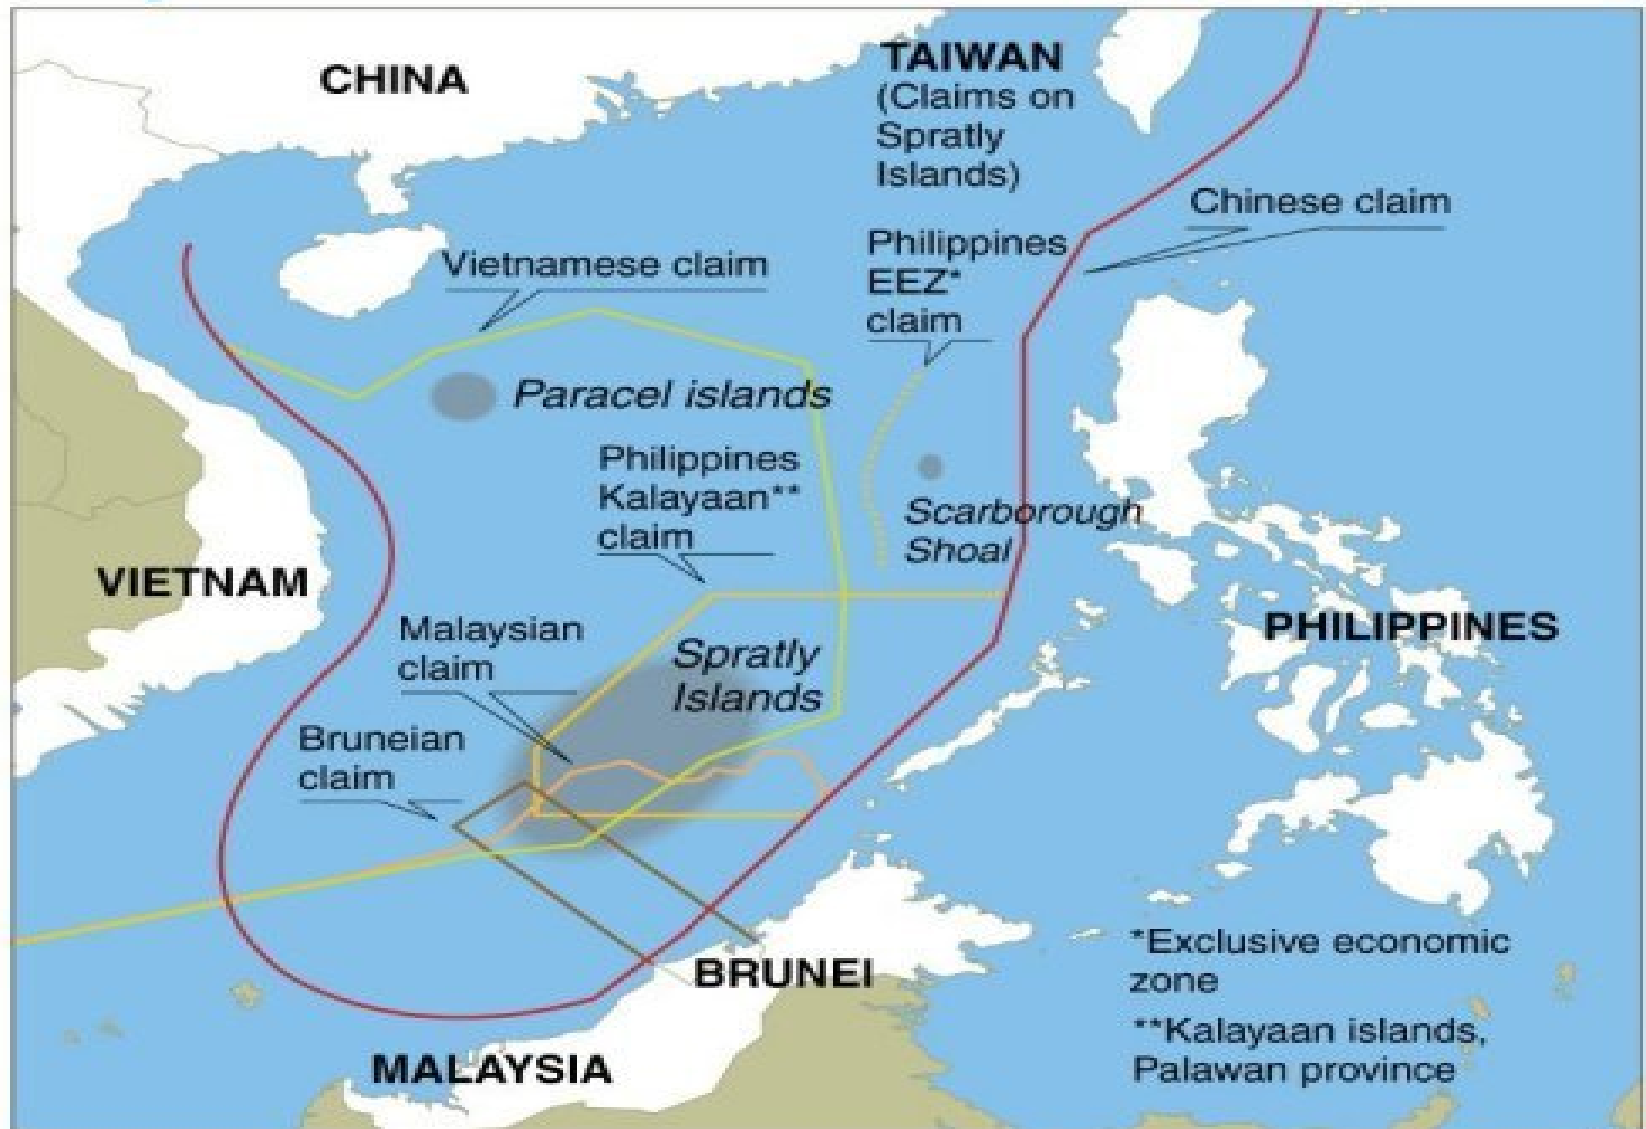 CHINA
TAIWAN
(Claims on
Spratly
Islands)
Chinese claim
Philippines
EEZ*
claim
Vietnamese claim
Paracel islands
Philippines
Kalayaan**
claim
Scarborough
Shoal
VIETNAM
PHILIPPINES
Malaysian
claim
Spratly
Islands
Bruneian
claim
BRUNEI
*Exclusive economic
zone
**Kalayaan islands,
Palawan province
MALAYSIA